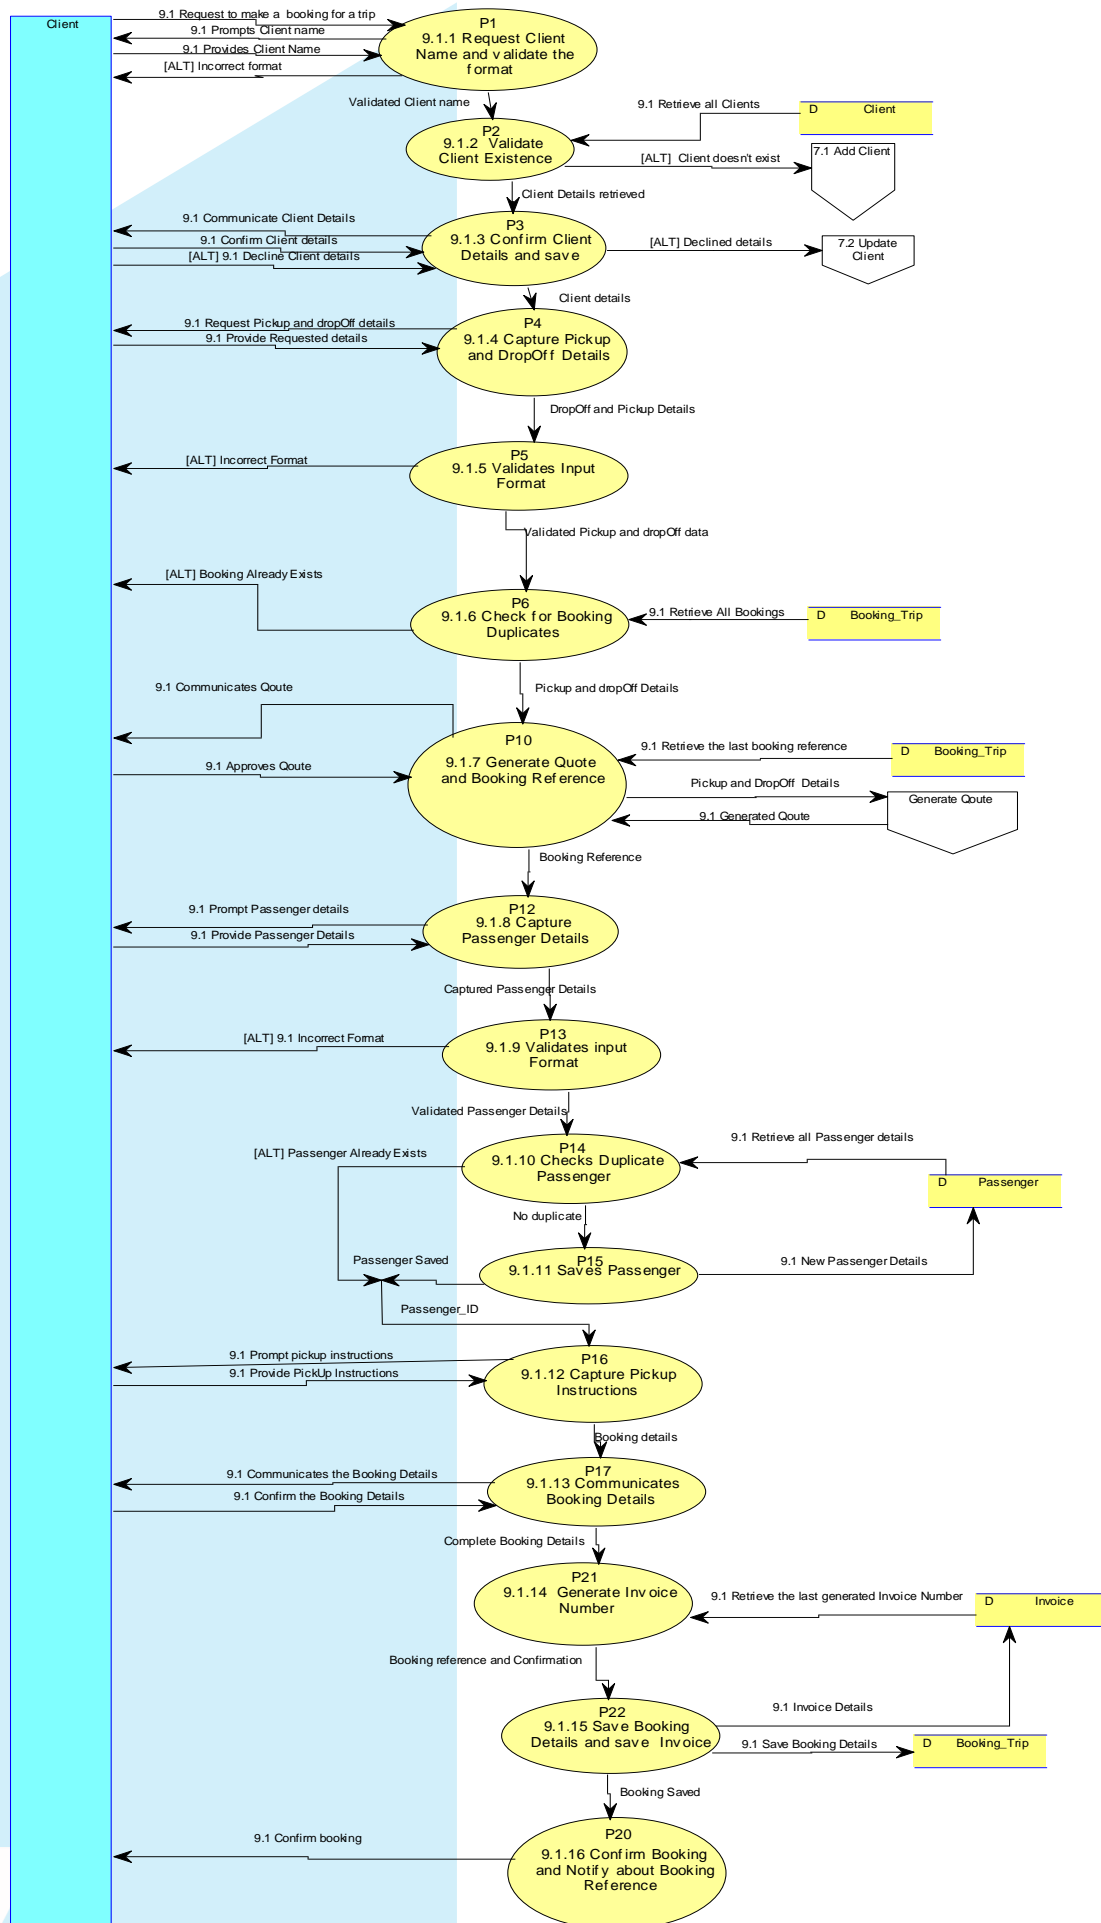 Client
9.1 Request to make a booking for a trip
9.1 Prompts Client name
9.1 Provides Client Name
[ALT] Incorrect format
P1
9.1.1 Request Client
Name and validate the
format
Validated Client name
9.1 Retrieve all Clients
D Client
P2
9.1.2 Validate
Client Existence
[ALT] Client doesn't exist
7.1 Add Client
Client Details retrieved
9.1 Communicate Client Details
9.1 Confirm Client details
[ALT] 9.1 Decline Client details
P3
9.1.3 Confirm Client
Details and save
[ALT] Declined details
7.2 Update
Client
Client details
9.1 Request Pickup and dropOff details
9.1 Provide Requested details
P4
9.1.4 Capture Pickup
and DropOff Details
DropOff and Pickup Details
[ALT] Incorrect Format
P5
9.1.5 Validates Input
Format
Validated Pickup and dropOff data
[ALT] Booking Already Exists
P6
9.1.6 Check for Booking
Duplicates
9.1 Retrieve All Bookings
D Booking_Trip
Pickup and dropOff Details
9.1 Communicates Qoute
9.1 Approves Qoute
P10
9.1.7 Generate Quote
and Booking Reference
9.1 Retrieve the last booking reference
D Booking_Trip
Pickup and DropOff Details
Generate Qoute
9.1 Generated Qoute
Booking Reference
9.1 Prompt Passenger details
9.1 Provide Passenger Details
P12
9.1.8 Capture
Passenger Details
Captured Passenger Details
[ALT] 9.1 Incorrect Format
P13
9.1.9 Validates input
Format
Validated Passenger Details
[ALT] Passenger Already Exists
P14
9.1.10 Checks Duplicate
Passenger
9.1 Retrieve all Passenger details
D Passenger
No duplicate
Passenger Saved
P15
9.1.11 Saves Passenger
9.1 New Passenger Details
Passenger_ID
9.1 Prompt pickup instructions
9.1 Provide PickUp Instructions
P16
9.1.12 Capture Pickup
Instructions
Booking details
9.1 Communicates the Booking Details
9.1 Confirm the Booking Details
P17
9.1.13 Communicates
Booking Details
Complete Booking Details
P21
9.1.14 Generate Invoice
Number
9.1 Retrieve the last generated Invoice Number
D Invoice
Booking reference and Confirmation
P22
9.1.15 Save Booking
Details and save Invoice
9.1 Invoice Details
9.1 Save Booking Details
D Booking_Trip
Booking Saved
9.1 Confirm booking
P20
9.1.16 Confirm Booking
and Notify about Booking
Reference